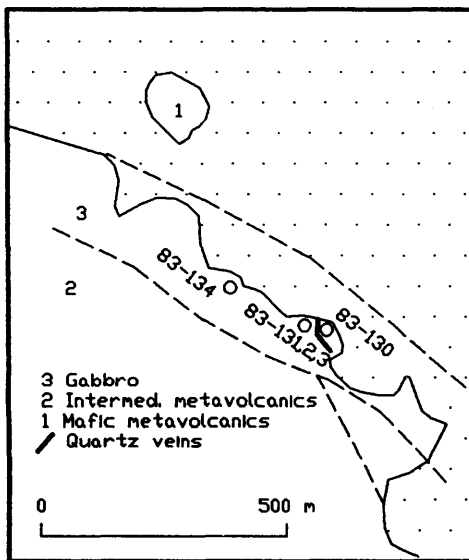 1
3
2
83-134
83-131,2,3
83-130
3 Gabbro
2 Intermed. metavolcanics
1 Mafic metavolcanics
Quartz veins
0 500 m